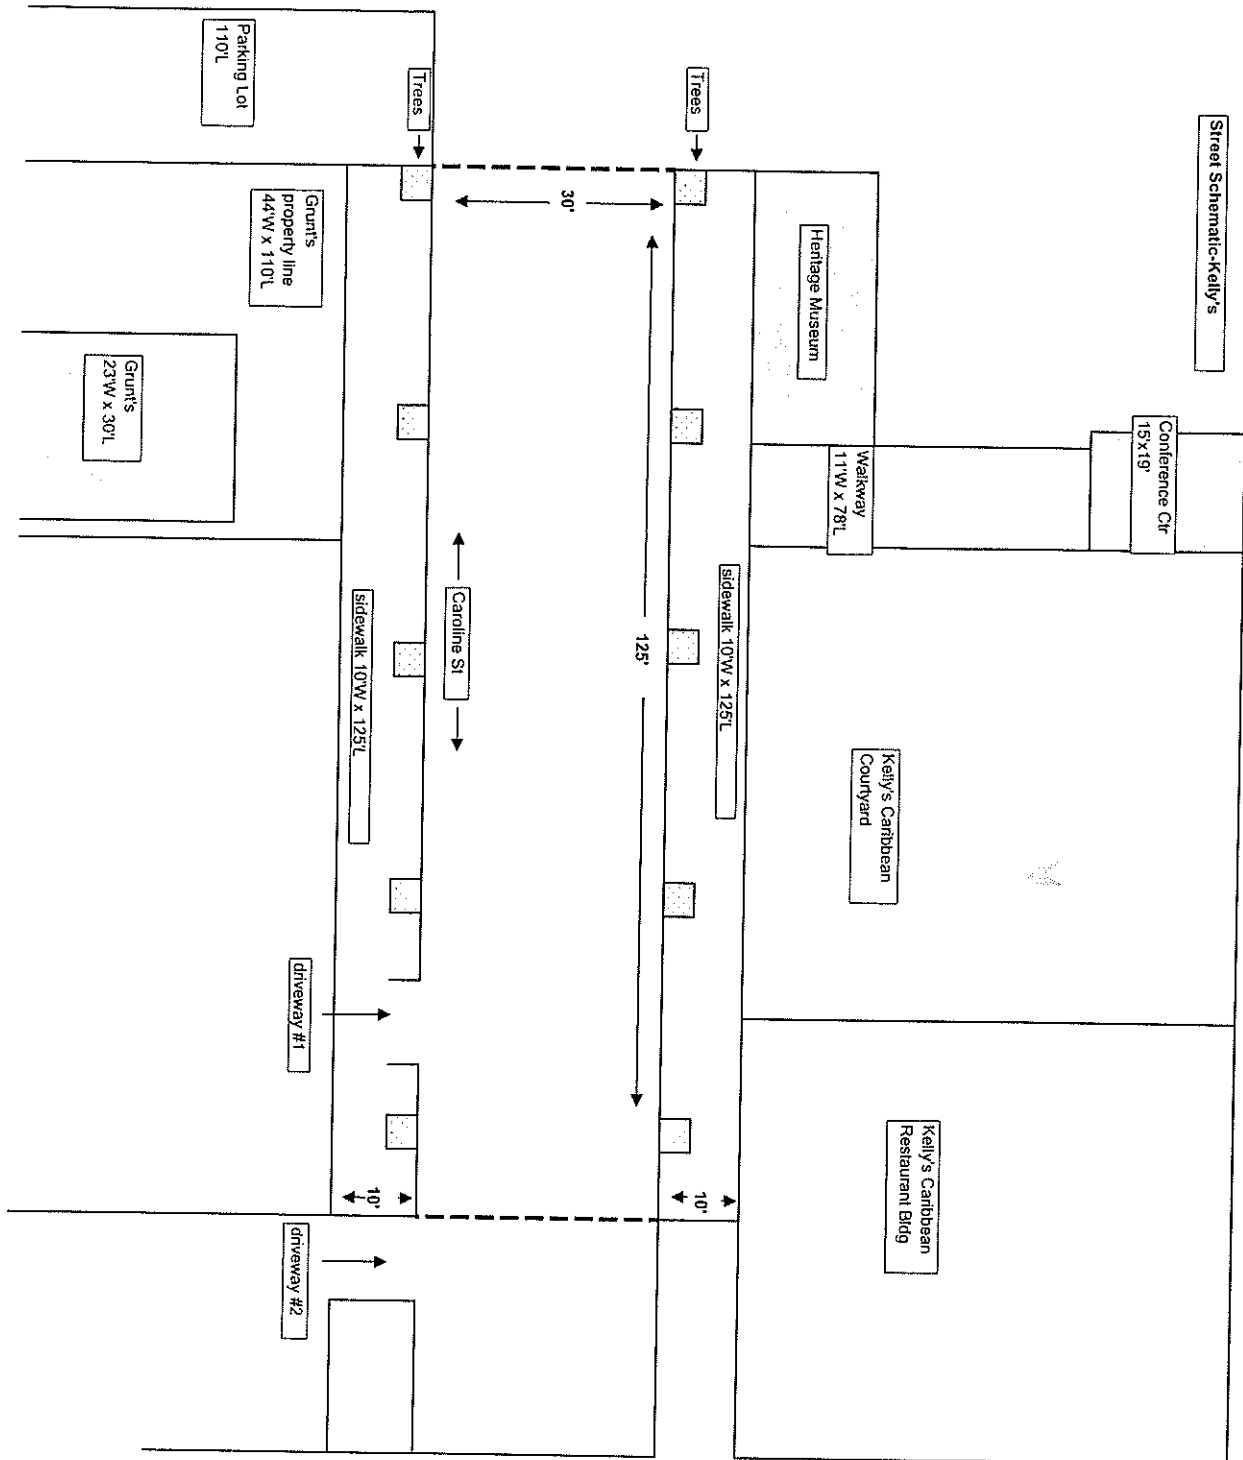 Street Schematic-Kelly's
Conference Ctr
15'x19'
Walkway
11'W x 78'L
Heritage Museum
Kelly's Caribbean
Courtyard
Kelly's Caribbean
Restaurant Bldg
Trees
sidewalk 10'W x 125'L
10'
30'
125'
Caroline St
Trees
sidewalk 10'W x 125'L
10'
Parking Lot
110'L
Grunt's
property line
44'W x 110'L
Grunt's
23'W x 30'L
driveway #1
driveway #2